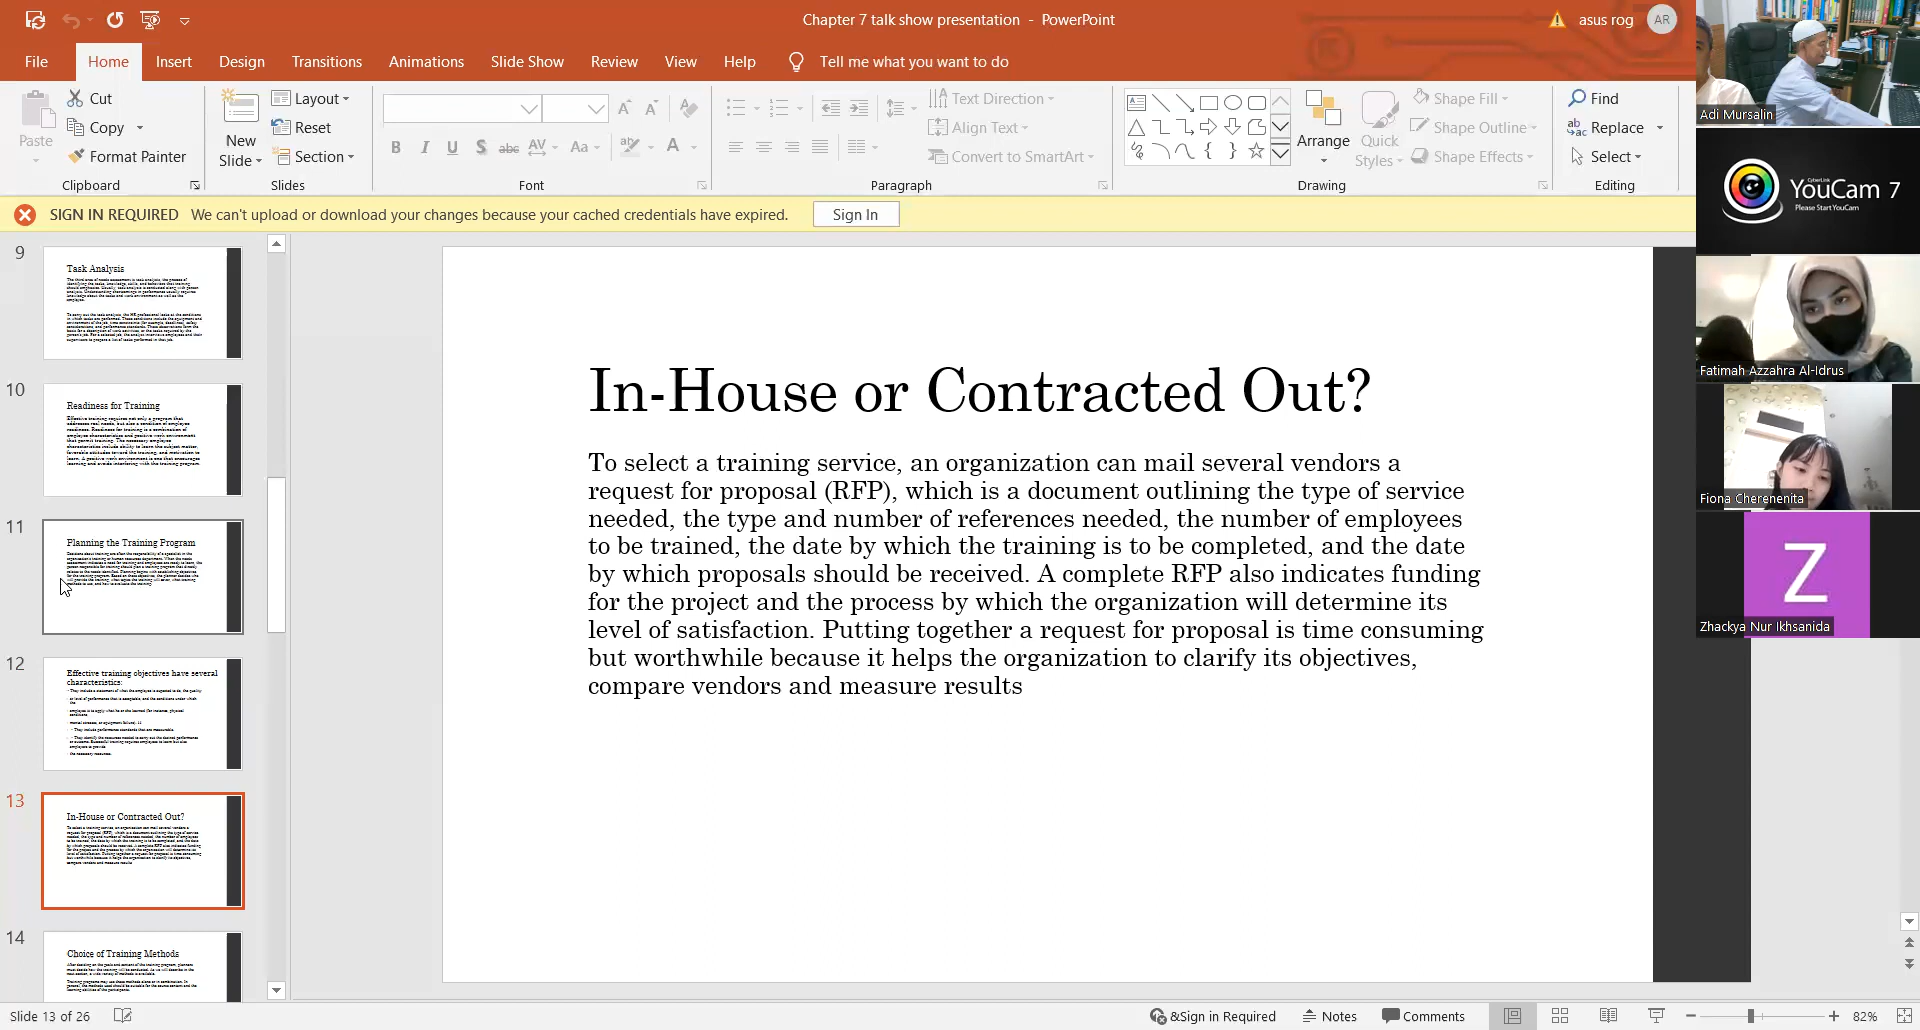 Chapter 7 talk show presentation - PowerPoint
asus rog
AR
File Home Insert Design Transitions Animations Slide Show Review View Help Tell me what you want to do
Cut
Copy
Format Painter
Paste
Clipboard
New Slide
Layout
Reset
Section
Slides
Font
Text Direction
Align Text
Convert to SmartArt
Paragraph
Arrange
Quick Styles
Shape Fill
Shape Outline
Shape Effects
Drawing
Find
Replace
Select
Editing
SIGN IN REQUIRED We can't upload or download your changes because your cached credentials have expired. Sign In
9
Task Analysis
10
Readiness for Training
11
Planning the Training Program
12
Effective training objectives have several
characteristics:
13
In-House or Contracted Out?
14
Choice of Training Methods
In-House or Contracted Out?
To select a training service, an organization can mail several vendors a
request for proposal (RFP), which is a document outlining the type of service
needed, the type and number of references needed, the number of employees
to be trained, the date by which the training is to be completed, and the date
by which proposals should be received. A complete RFP also indicates funding
for the project and the process by which the organization will determine its
level of satisfaction. Putting together a request for proposal is time consuming
but worthwhile because it helps the organization to clarify its objectives,
compare vendors and measure results
Adi Mursalin
CyberLink
YouCam 7
Please Start YouCam
Fatimah Azzahra Al-Idrus
Fiona Cherenenita
Z
Zhackya Nur Ikhsanida
Slide 13 of 26
&Sign in Required Notes Comments 82%